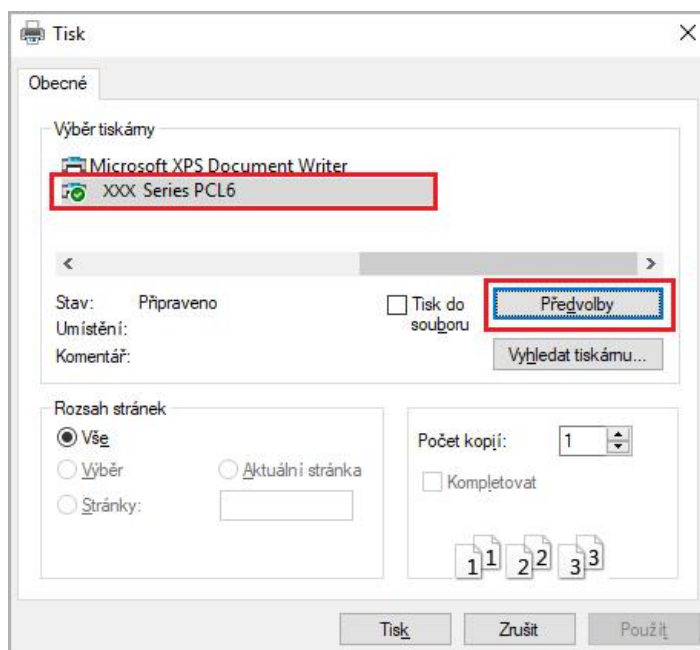 Tisk
Obecné
Výběr tiskárny
Microsoft XPS Document Writer
XXX Series PCL6
Stav: Připraveno
Umístění:
Komentář:
Tisk do
souboru
Předvolby
Vyhledat tiskárnu...
Rozsah stránek
Vše
Výběr
Aktuální stránka
Stránky:
Počet kopií: 1
Kompletovat
1 1 2 2 3 3
Tisk
Zrušit
Použít